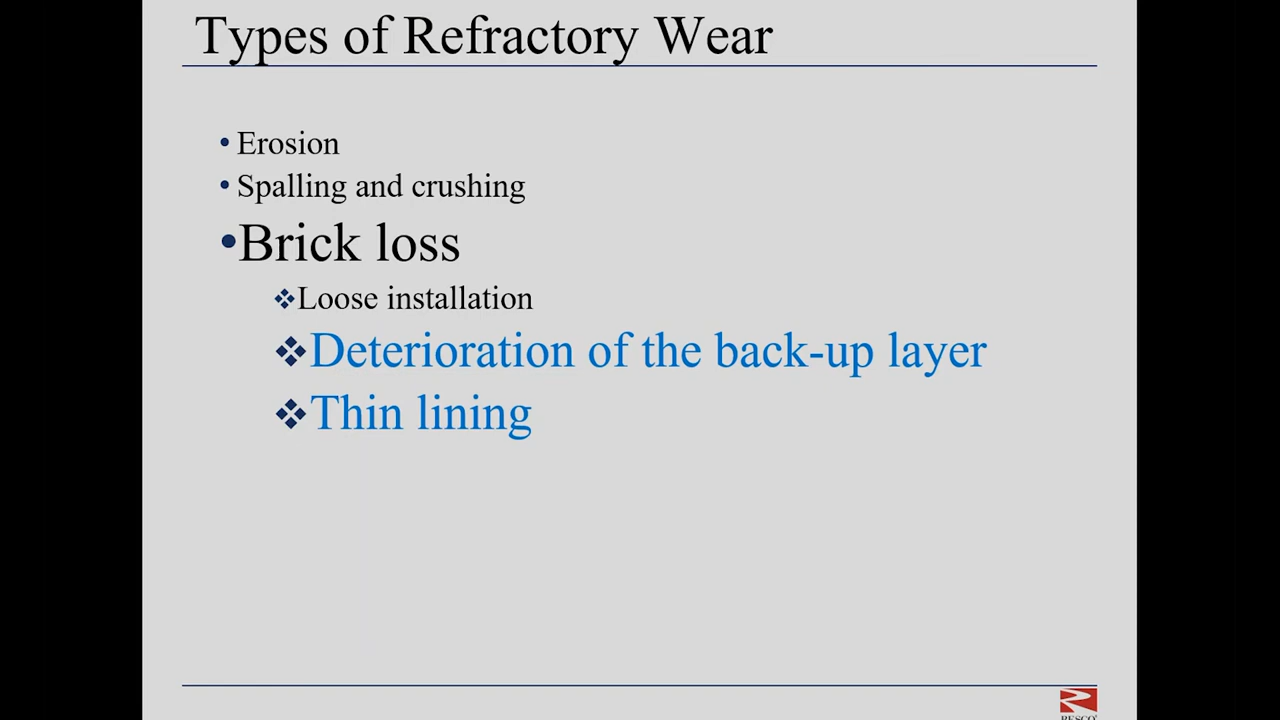 Types of Refractory Wear
• Erosion
• Spalling and crushing
•Brick loss
❖Loose installation
❖Deterioration of the back-up layer
❖Thin lining
RESCO